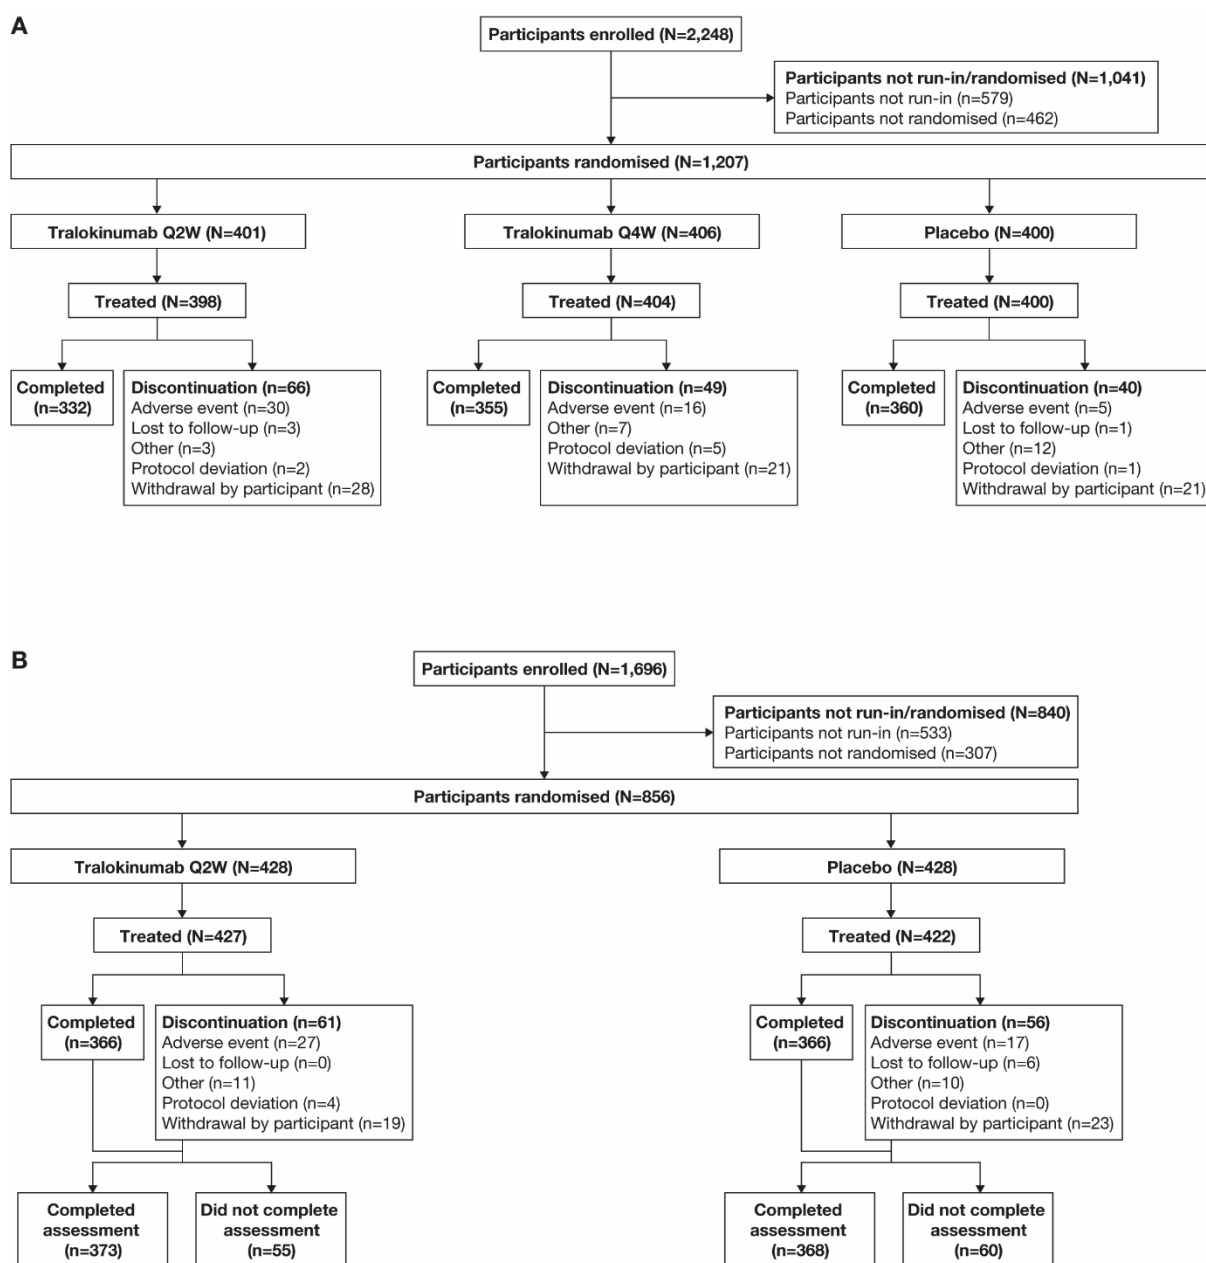 A
Participants enrolled (N=2,248)
Participants not run-in/randomised (N=1,041)
Participants not run-in (n=579)
Participants not randomised (n=462)
Participants randomised (N=1,207)
Tralokinumab Q2W (N=401)
Tralokinumab Q4W (N=406)
Placebo (N=400)
Treated (N=398)
Treated (N=404)
Treated (N=400)
Completed
(n=332)
Discontinuation (n=66)
Adverse event (n=30)
Lost to follow-up (n=3)
Other (n=3)
Protocol deviation (n=2)
Withdrawal by participant (n=28)
Completed
(n=355)
Discontinuation (n=49)
Adverse event (n=16)
Other (n=7)
Protocol deviation (n=5)
Withdrawal by participant (n=21)
Completed
(n=360)
Discontinuation (n=40)
Adverse event (n=5)
Lost to follow-up (n=1)
Other (n=12)
Protocol deviation (n=1)
Withdrawal by participant (n=21)
B
Participants enrolled (N=1,696)
Participants not run-in/randomised (N=840)
Participants not run-in (n=533)
Participants not randomised (n=307)
Participants randomised (N=856)
Tralokinumab Q2W (N=428)
Placebo (N=428)
Treated (N=427)
Treated (N=422)
Completed
(n=366)
Discontinuation (n=61)
Adverse event (n=27)
Lost to follow-up (n=0)
Other (n=11)
Protocol deviation (n=4)
Withdrawal by participant (n=19)
Completed
(n=366)
Discontinuation (n=56)
Adverse event (n=17)
Lost to follow-up (n=6)
Other (n=10)
Protocol deviation (n=0)
Withdrawal by participant (n=23)
Completed
assessment
(n=373)
Did not complete
assessment
(n=55)
Completed
assessment
(n=368)
Did not complete
assessment
(n=60)